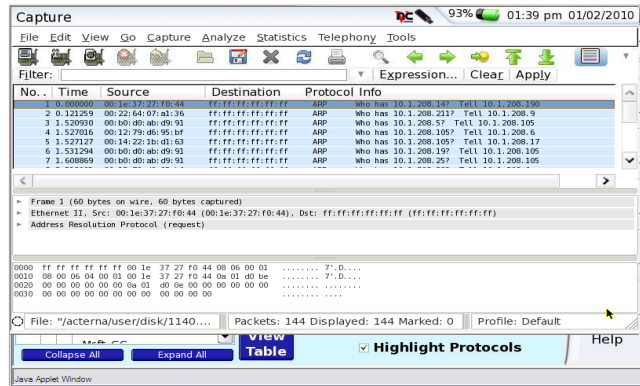 Capture 93% 01:39 pm 01/02/2010
File Edit View Go Capture Analyze Statistics Telephony Tools
Filter: Expression... Clear Apply
No. . Time Source Destination Protocol Info
1 0.000000 00:1e:37:27:f0:44 ff:ff:ff:ff:ff:ff ARP Who has 10.1.208.14? Tell 10.1.208.190
2 0.121259 00:22:64:07:a1:36 ff:ff:ff:ff:ff:ff ARP Who has 10.1.208.211? Tell 10.1.208.9
3 1.520930 00:b0:d0:ab:d9:91 ff:ff:ff:ff:ff:ff ARP Who has 10.1.208.5? Tell 10.1.208.105
4 1.527016 00:12:79:d6:95:bf ff:ff:ff:ff:ff:ff ARP Who has 10.1.208.105? Tell 10.1.208.6
5 1.527127 00:14:22:1b:d1:63 ff:ff:ff:ff:ff:ff ARP Who has 10.1.208.105? Tell 10.1.208.17
6 1.531294 00:b0:d0:ab:d9:91 ff:ff:ff:ff:ff:ff ARP Who has 10.1.208.19? Tell 10.1.208.105
7 1.608869 00:b0:d0:ab:d9:91 ff:ff:ff:ff:ff:ff ARP Who has 10.1.208.25? Tell 10.1.208.105
Frame 1 (60 bytes on wire, 60 bytes captured)
Ethernet II, Src: 00:1e:37:27:f0:44 (00:1e:37:27:f0:44), Dst: ff:ff:ff:ff:ff:ff (ff:ff:ff:ff:ff:ff)
Address Resolution Protocol (request)
0000 ff ff ff ff ff ff 00 1e 37 27 f0 44 08 06 00 01 ........ 7'.D....
0010 08 00 06 04 00 01 00 1e 37 27 f0 44 0a 01 d0 be ........ 7'.D....
0020 00 00 00 00 00 00 0a 01 d0 0e 00 00 00 00 00 00 ........ ........
0030 00 00 00 00 00 00 00 00 00 00 00 00 ........ ....
File: "/acterna/user/disk/1140.... Packets: 144 Displayed: 144 Marked: 0 Profile: Default
Collapse All Expand All View Table Highlight Protocols Help
Java Applet Window